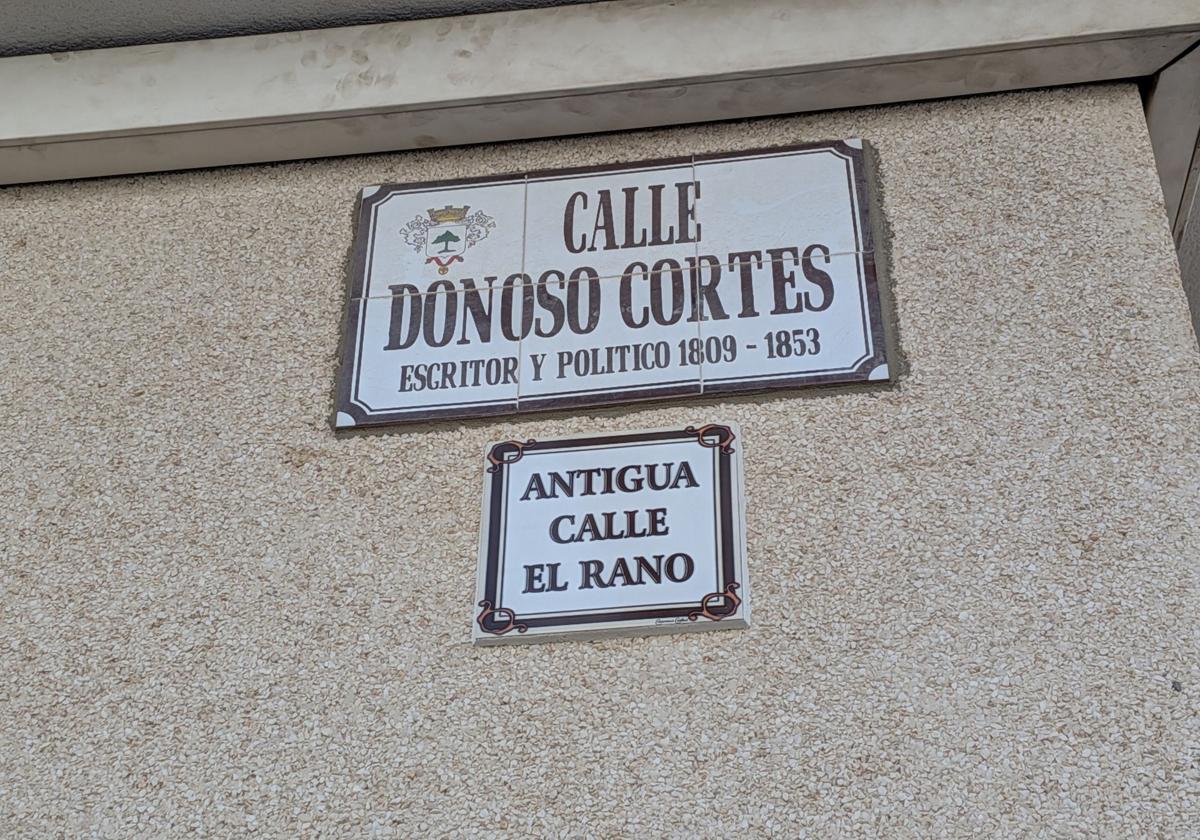 CALLE
DONOSO CORTES
ESCRITOR Y POLITICO 1809 - 1853
ANTIGUA
CALLE
EL RANO